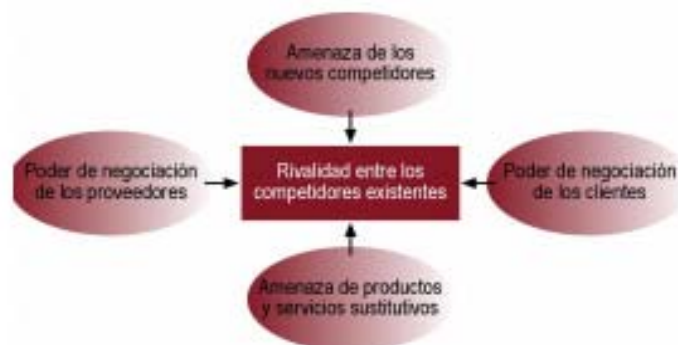 Amenaza de los
nuevos competidores
Poder de negociación
de los proveedores
Rivalidad entre los
competidores existentes
Poder de negociación
de los clientes
Amenaza de productos
y servicios sustitutivos